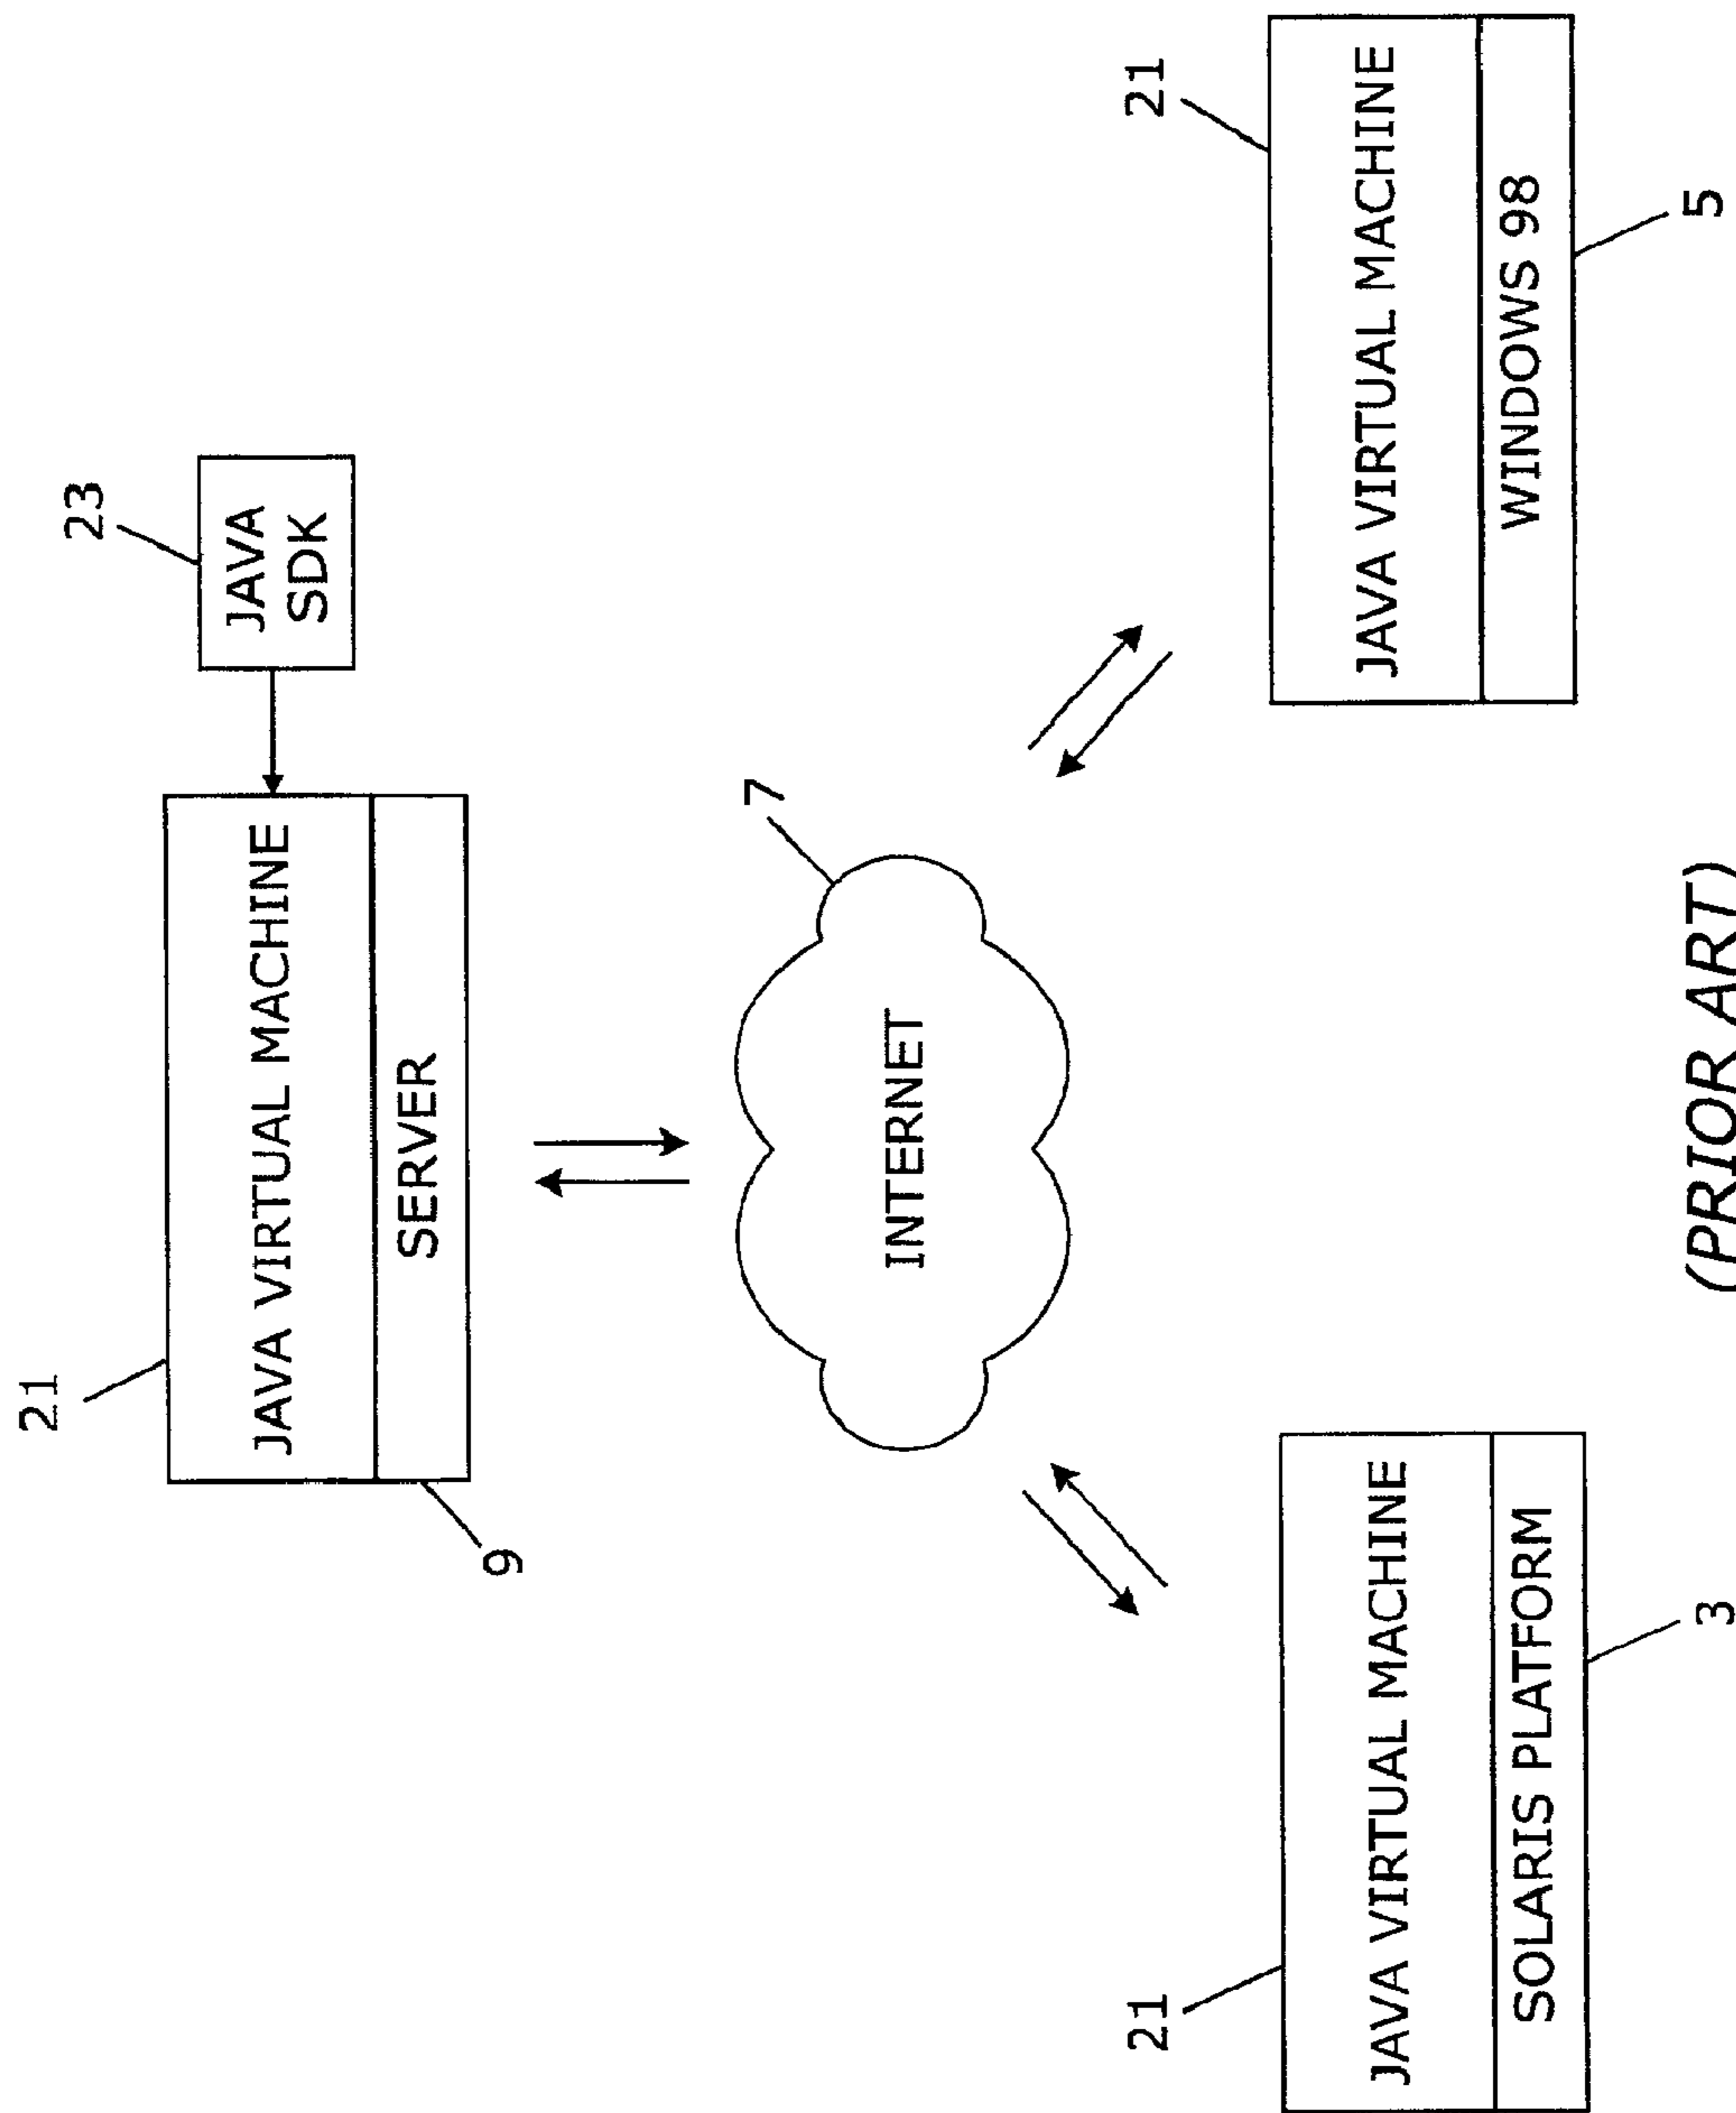 23
JAVA
SDK
21
JAVA VIRTUAL MACHINE
SERVER
9
7
INTERNET
21
JAVA VIRTUAL MACHINE
SOLARIS PLATFORM
3
21
JAVA VIRTUAL MACHINE
WINDOWS 98
5
(PRIOR ART)